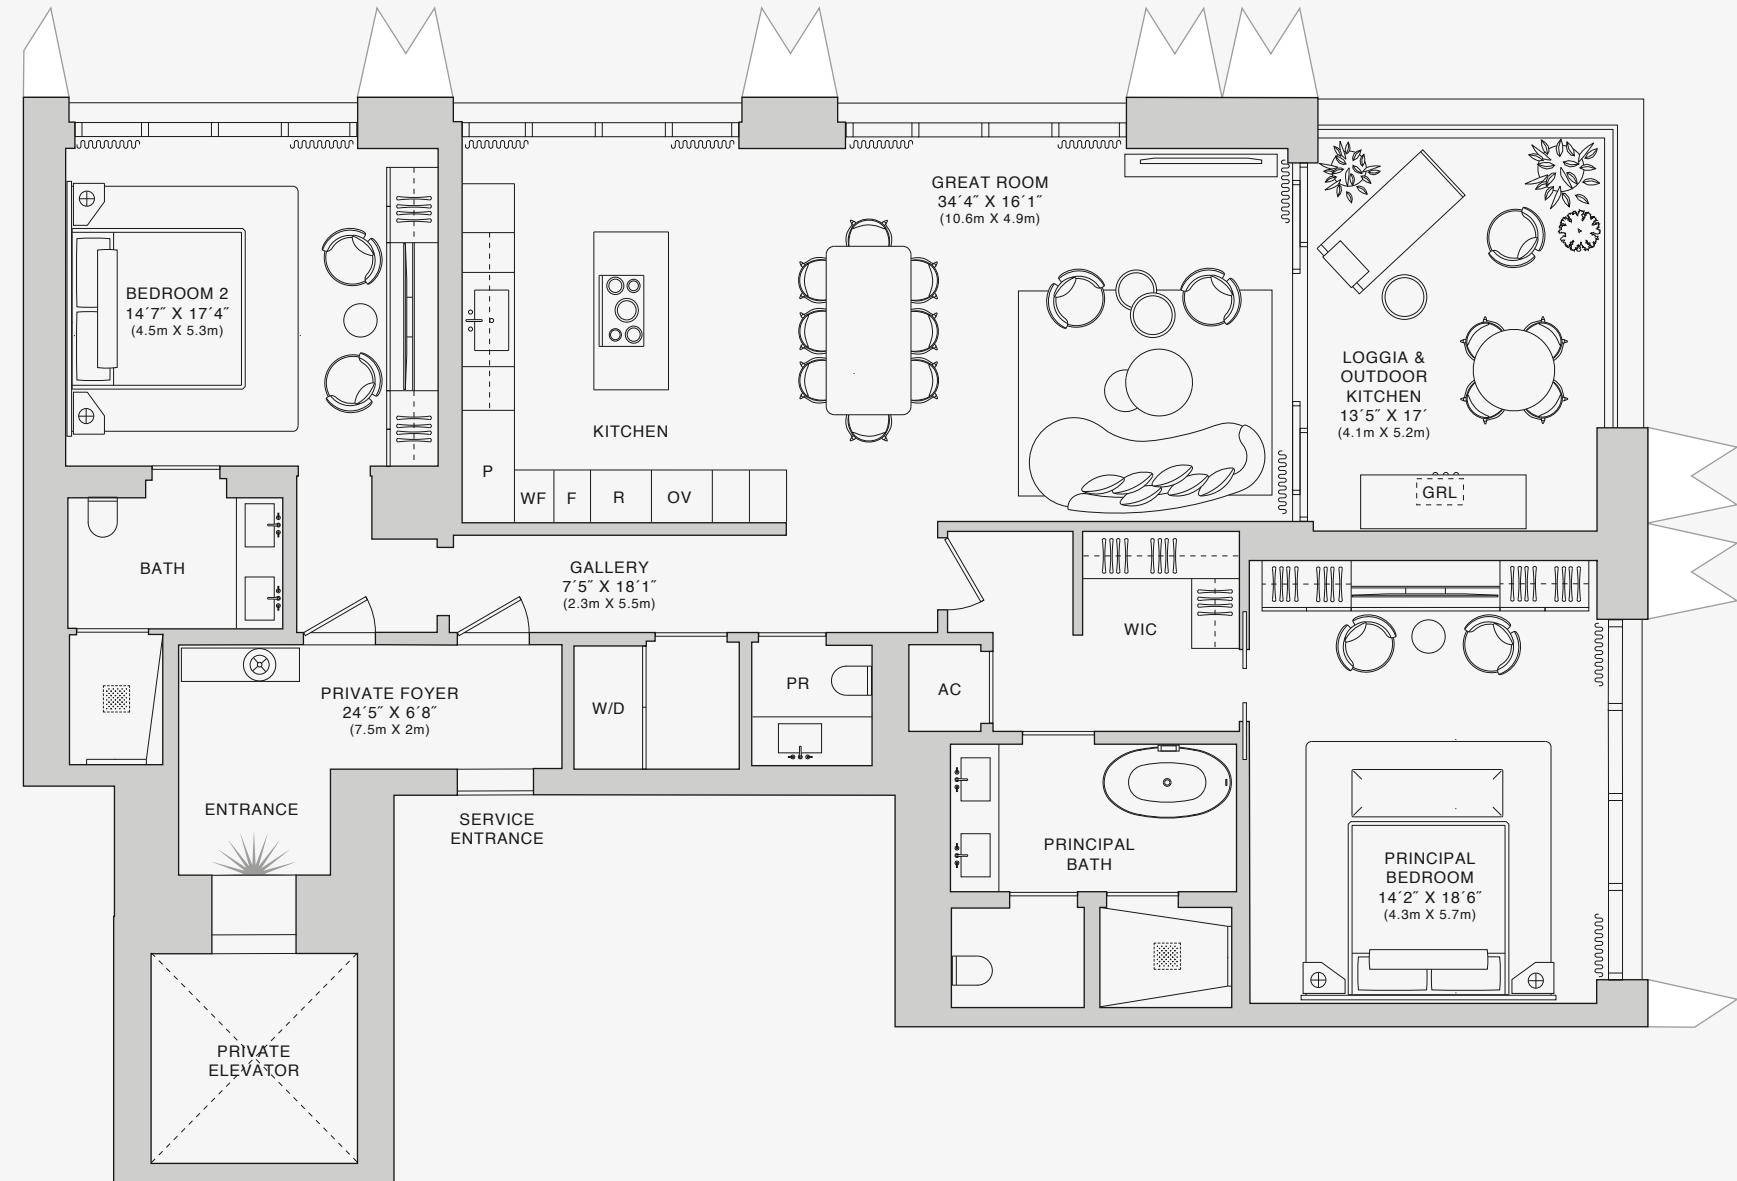 GREAT ROOM
34´4˝ X 16´1˝
(10.6m X 4.9m)
BEDROOM 2
14´7˝ X 17´4˝
(4.5m X 5.3m)
KITCHEN
LOGGIA &
OUTDOOR
KITCHEN
13´5˝ X 17´
(4.1m X 5.2m)
P
WF
F
R
OV
GRL
BATH
GALLERY
7´5˝ X 18´1˝
(2.3m X 5.5m)
WIC
PRIVATE FOYER
24´5˝ X 6´8˝
(7.5m X 2m)
W/D
PR
AC
ENTRANCE
SERVICE
ENTRANCE
PRINCIPAL
BATH
PRINCIPAL
BEDROOM
14´2˝ X 18´6˝
(4.3m X 5.7m)
PRIVATE
ELEVATOR